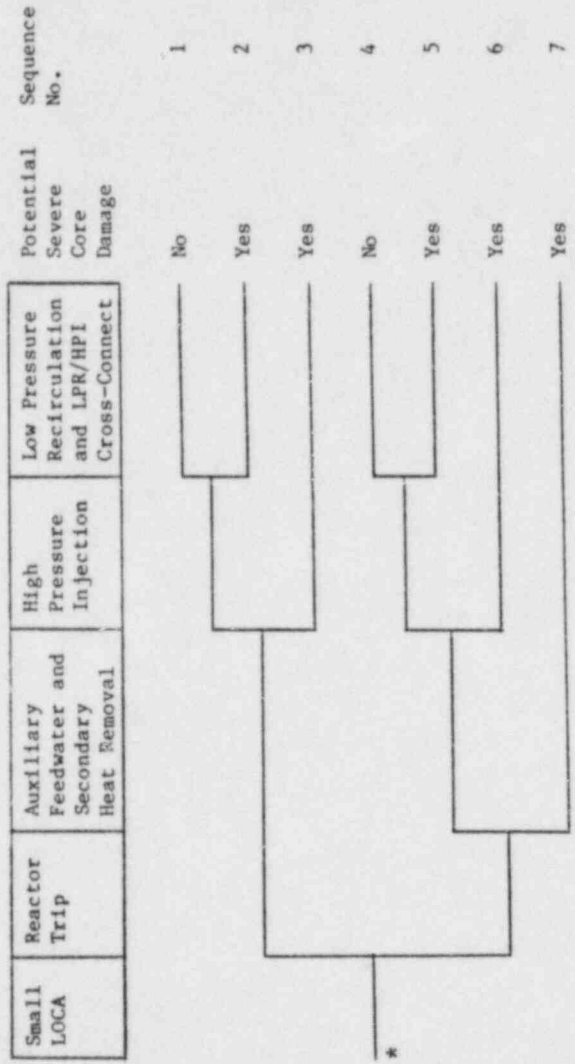 Small
LOCA
Reactor
Trip
Auxiliary
Feedwater and
Secondary
Heat Removal
High
Pressure
Injection
Low Pressure
Recirculation
and LPR/HPI
Cross-Connect
Potential
Severe
Core
Damage
Sequence
No.
No
1
Yes
2
Yes
3
No
4
Yes
5
Yes
6
Yes
7
*